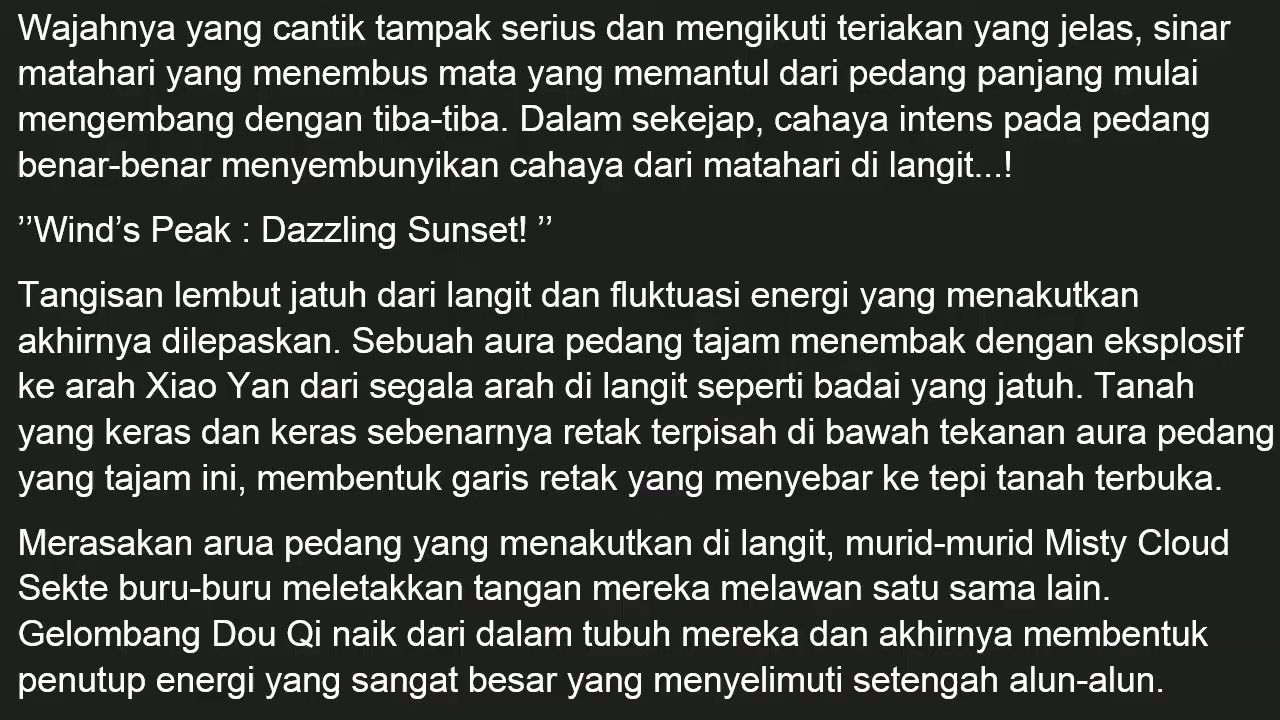 Wajahnya yang cantik tampak serius dan mengikuti teriakan yang jelas, sinar
matahari yang menembus mata yang memantul dari pedang panjang mulai
mengembang dengan tiba-tiba. Dalam sekejap, cahaya intens pada pedang
benar-benar menyembunyikan cahaya dari matahari di langit...!
’’Wind’s Peak : Dazzling Sunset! ’’
Tangisan lembut jatuh dari langit dan fluktuasi energi yang menakutkan
akhirnya dilepaskan. Sebuah aura pedang tajam menembak dengan eksplosif
ke arah Xiao Yan dari segala arah di langit seperti badai yang jatuh. Tanah
yang keras dan keras sebenarnya retak terpisah di bawah tekanan aura pedang
yang tajam ini, membentuk garis retak yang menyebar ke tepi tanah terbuka.
Merasakan arua pedang yang menakutkan di langit, murid-murid Misty Cloud
Sekte buru-buru meletakkan tangan mereka melawan satu sama lain.
Gelombang Dou Qi naik dari dalam tubuh mereka dan akhirnya membentuk
penutup energi yang sangat besar yang menyelimuti setengah alun-alun.